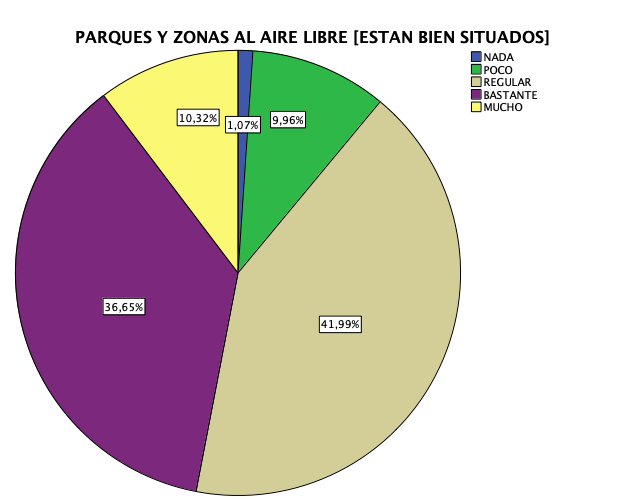 PARQUES Y ZONAS AL AIRE LIBRE [ESTAN BIEN SITUADOS]
NADA
POCO
REGULAR
BASTANTE
MUCHO
10,32%
1,07%
9,96%
36,65%
41,99%